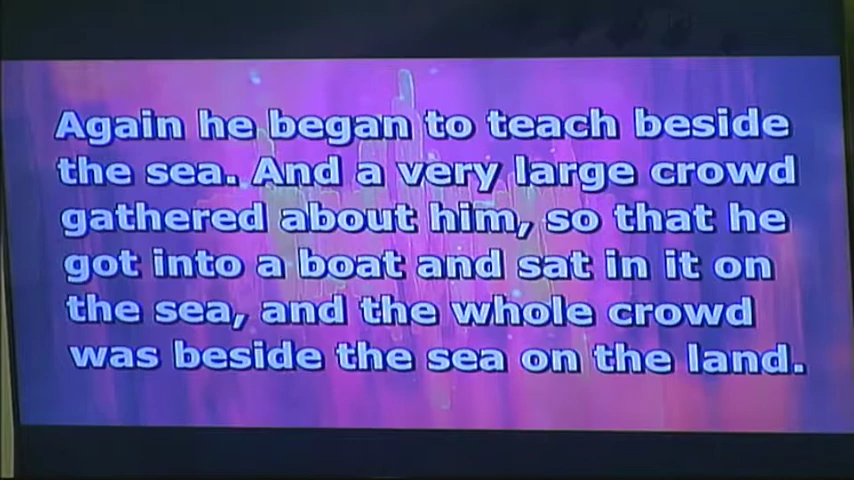 Again he began to teach beside
the sea. And a very large crowd
gathered about him, so that he
got into a boat and sat in it on
the sea, and the whole crowd
was beside the sea on the land.